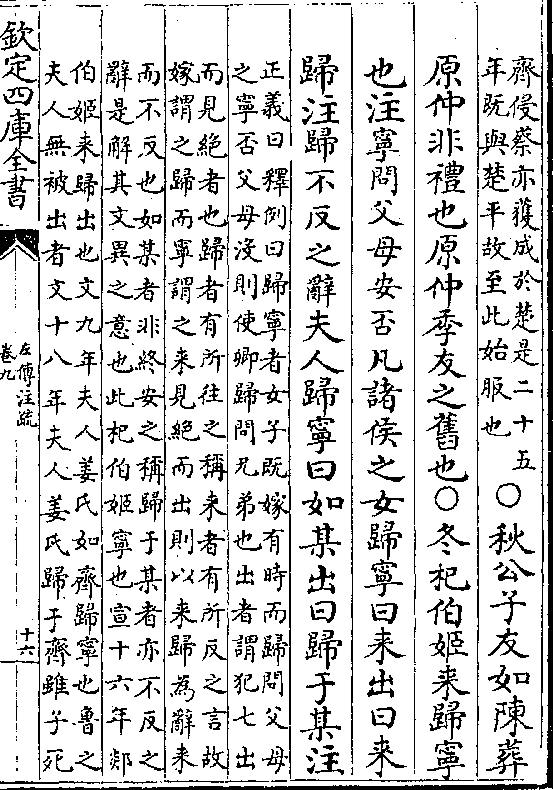 齊侵蔡亦獲成於楚是二十五
年既與楚平故至此始服也
○秋公子友如陳葬
原仲非禮也原仲季友之舊也○冬杞伯姬来歸寧
也注寧問父母安否凡諸侯之女歸寧曰来出曰来
歸注歸不反之辭夫人歸寧曰如某出曰歸于某注
正義曰釋例曰歸寧者女子既嫁有時而歸問父母
之寧否父母沒則使卿歸問兄弟也出者謂犯七出
而見絶者也歸者有所往之稱来者有所反之言故
嫁謂之歸而寧謂之来見絶而出則以来歸為辭来
而不反也如某者非終安之稱歸于某者亦不反之
辭是解其文異之意也此杞伯姬寧也宣十六年郯
伯姬来歸出也文九年夫人姜氏如齊歸寧也魯之
夫人無被出者文十八年夫人姜氏歸于齊雖子死
欽定四庫全書
左傳注疏
卷九
十六